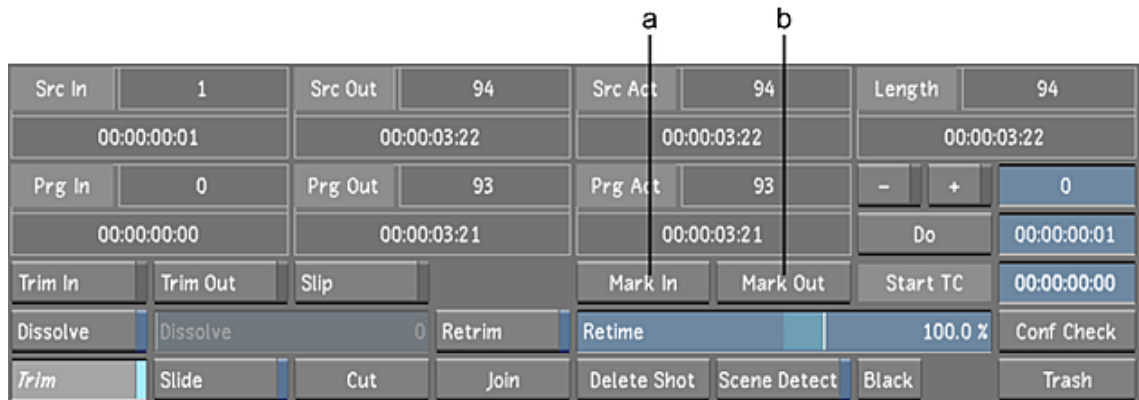 a b
Src In 1 Src Out 94 Src Act 94 Length 94
00:00:00:01 00:00:03:22 00:00:03:22 00:00:03:22
Prg In 0 Prg Out 93 Prg Act 93 - + 0
00:00:00:00 00:00:03:21 00:00:03:21 Do 00:00:00:01
Trim In Trim Out Slip Mark In Mark Out Start TC 00:00:00:00
Dissolve Dissolve 0 Retrim Retime 100.0 % Conf Check
Trim Slide Cut Join Delete Shot Scene Detect Black Trash